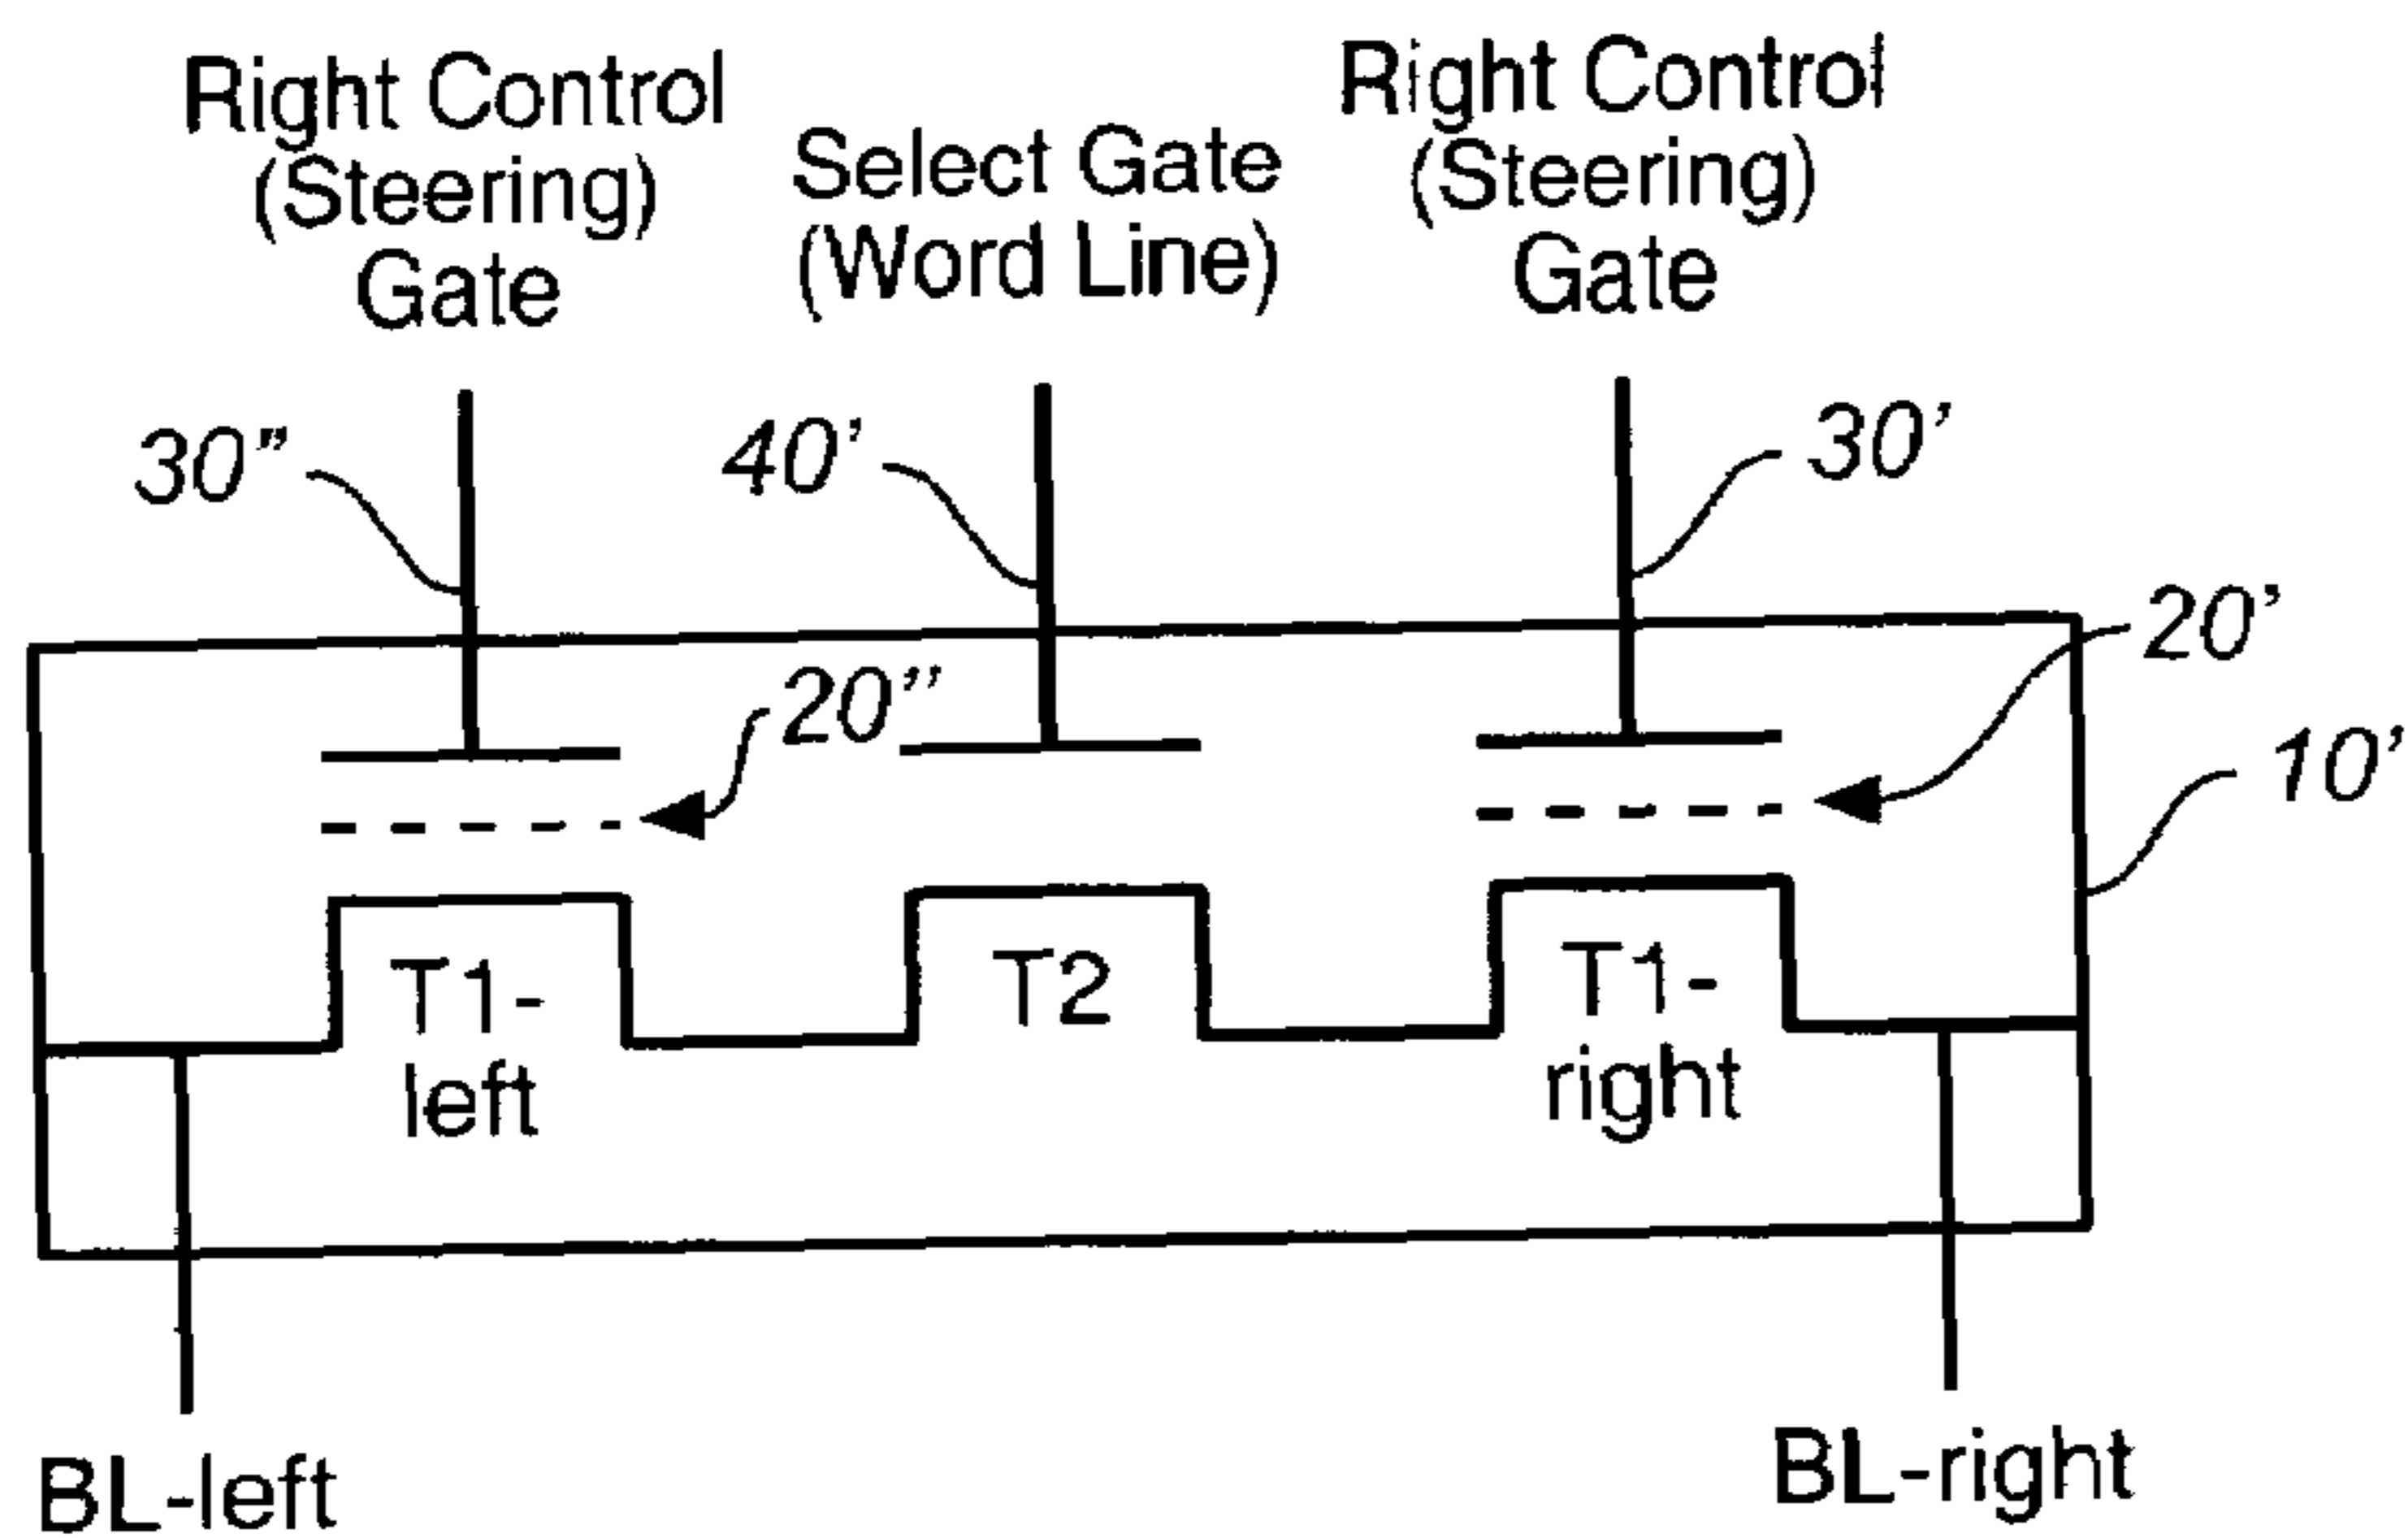 Right Control
(Steering)
Gate
Select Gate
(Word Line)
Right Control
(Steering)
Gate
30"
40'
30'
20"
20'
10'
T1-
left
T2
T1-
right
BL-left
BL-right